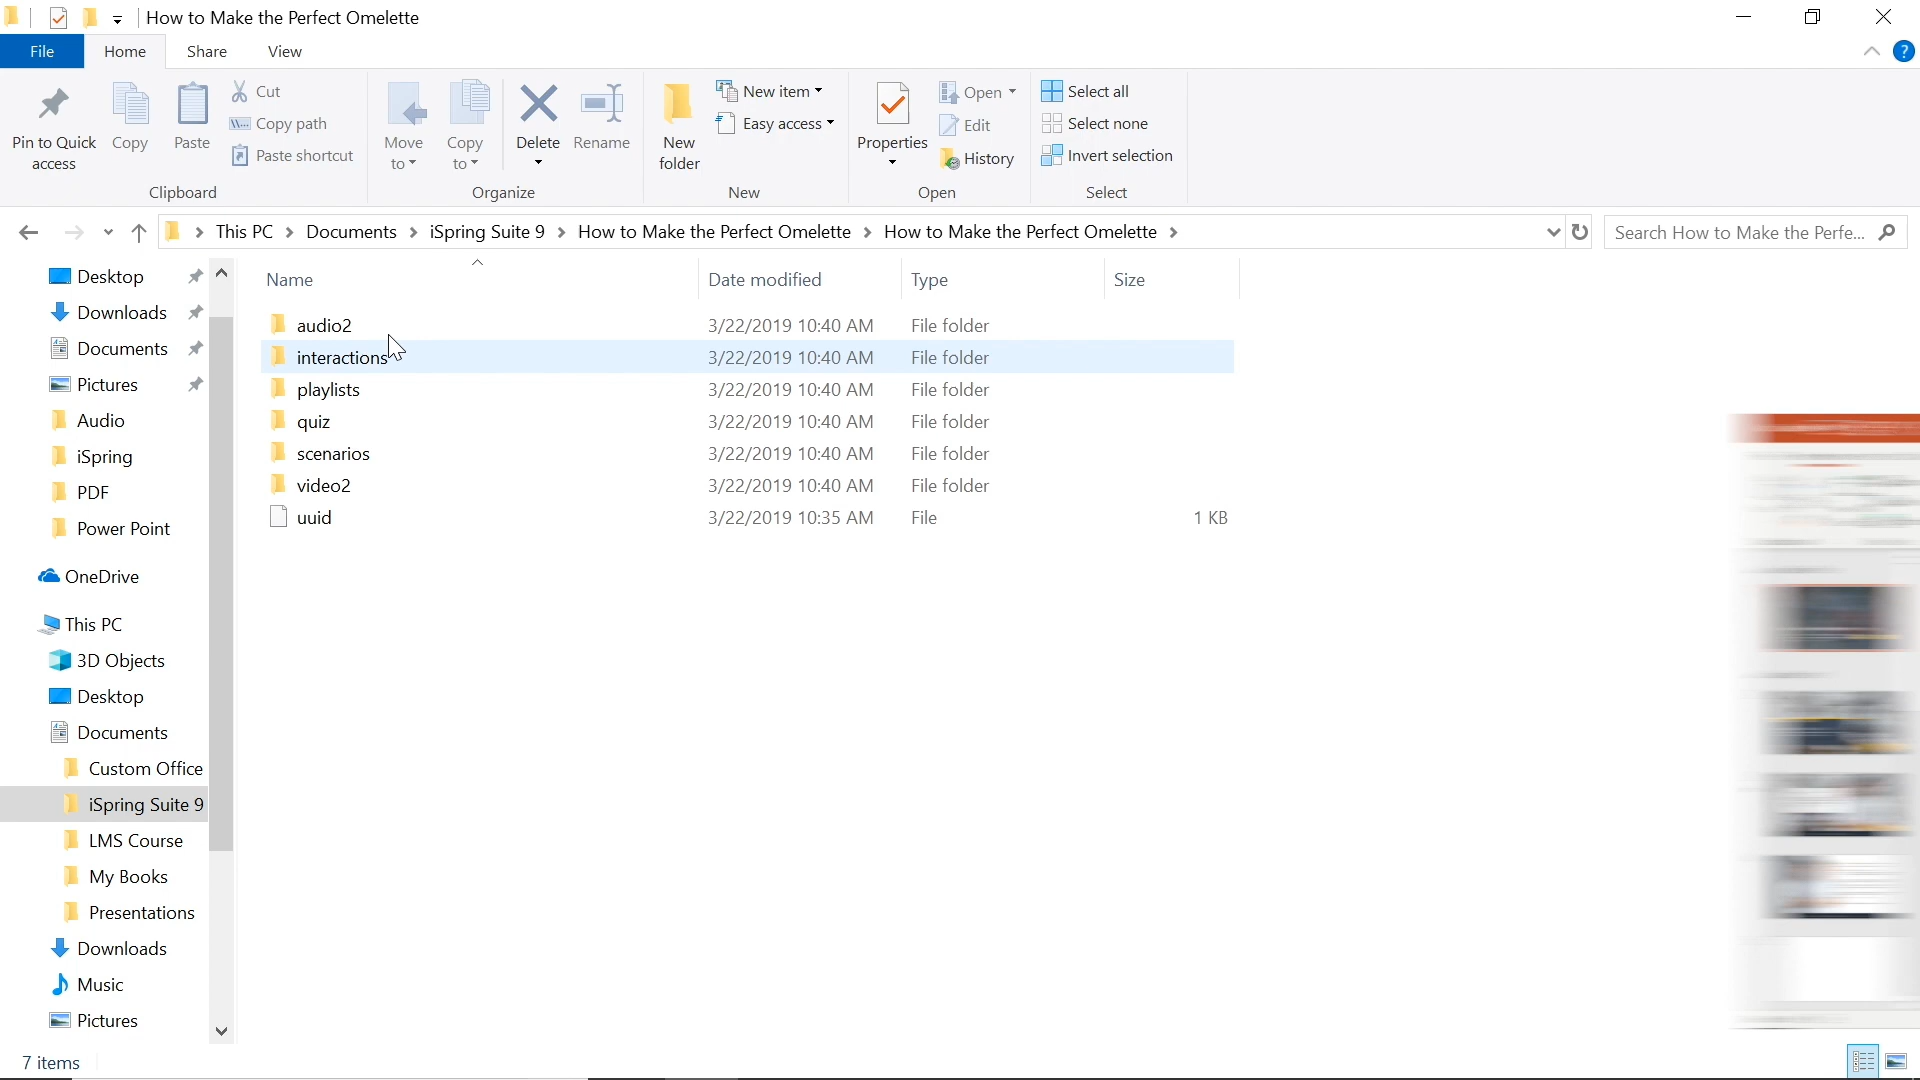 How to Make the Perfect Omelette
File Home Share View
Pin to Quick access
Copy
Paste
Cut
Copy path
Paste shortcut
Clipboard
Move to
Copy to
Delete
Rename
Organize
New folder
New item
Easy access
New
Properties
Open
Edit
History
Open
Select all
Select none
Invert selection
Select
This PC Documents iSpring Suite 9 How to Make the Perfect Omelette How to Make the Perfect Omelette
Search How to Make the Perfe...
Desktop
Downloads
Documents
Pictures
Audio
iSpring
PDF
Power Point
OneDrive
This PC
3D Objects
Desktop
Documents
Custom Office
iSpring Suite 9
LMS Course
My Books
Presentations
Downloads
Music
Pictures
Name Date modified Type Size
audio2 3/22/2019 10:40 AM File folder
interactions 3/22/2019 10:40 AM File folder
playlists 3/22/2019 10:40 AM File folder
quiz 3/22/2019 10:40 AM File folder
scenarios 3/22/2019 10:40 AM File folder
video2 3/22/2019 10:40 AM File folder
uuid 3/22/2019 10:35 AM File 1 KB
7 items